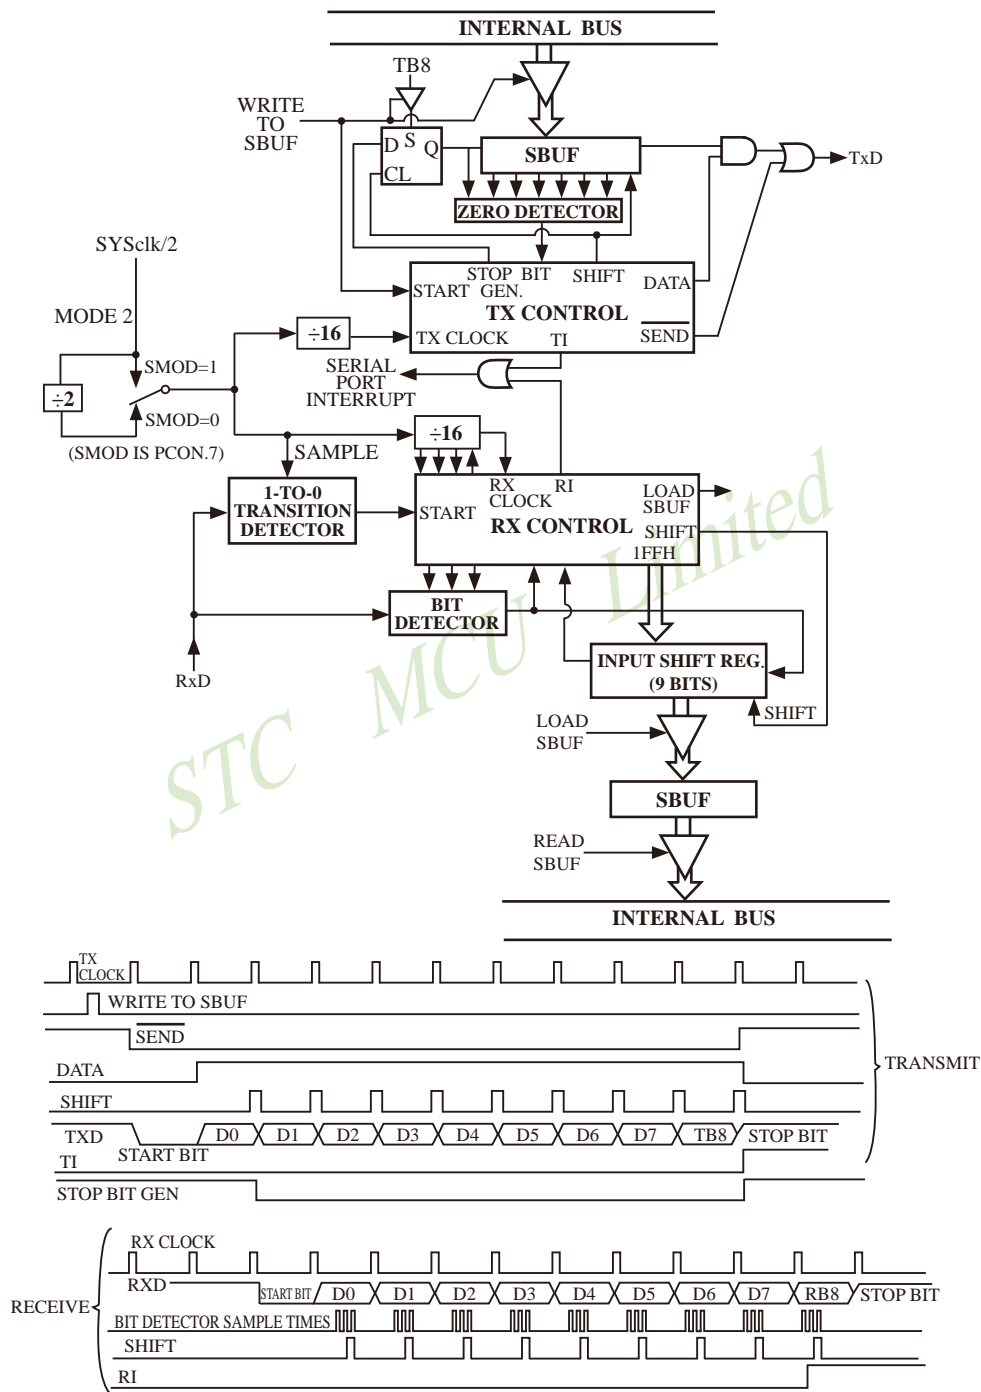 INTERNAL BUS
TB8
WRITE
TO
SBUF
D S Q
CL
SBUF
TxD
ZERO DETECTOR
SYSclk/2
STOP BIT SHIFT
START GEN. DATA
TX CONTROL
MODE 2
÷16
TX CLOCK TI SEND
SERIAL
PORT
INTERRUPT
SMOD=1
÷2
SMOD=0
(SMOD IS PCON.7)
SAMPLE
÷16
1-TO-0
TRANSITION
DETECTOR
RX
CLOCK
RI
LOAD
SBUF
START
RX CONTROL
SHIFT
1FFH
BIT
DETECTOR
RxD
INPUT SHIFT REG.
(9 BITS)
SHIFT
LOAD
SBUF
SBUF
READ
SBUF
INTERNAL BUS
STC MCU Limited
TX
CLOCK
WRITE TO SBUF
SEND
DATA
TRANSMIT
SHIFT
TXD
START BIT
D0 D1 D2 D3 D4 D5 D6 D7 TB8 STOP BIT
TI
STOP BIT GEN
RX CLOCK
RXD
START BIT D0 D1 D2 D3 D4 D5 D6 D7 RB8 STOP BIT
RECEIVE
BIT DETECTOR SAMPLE TIMES
SHIFT
RI